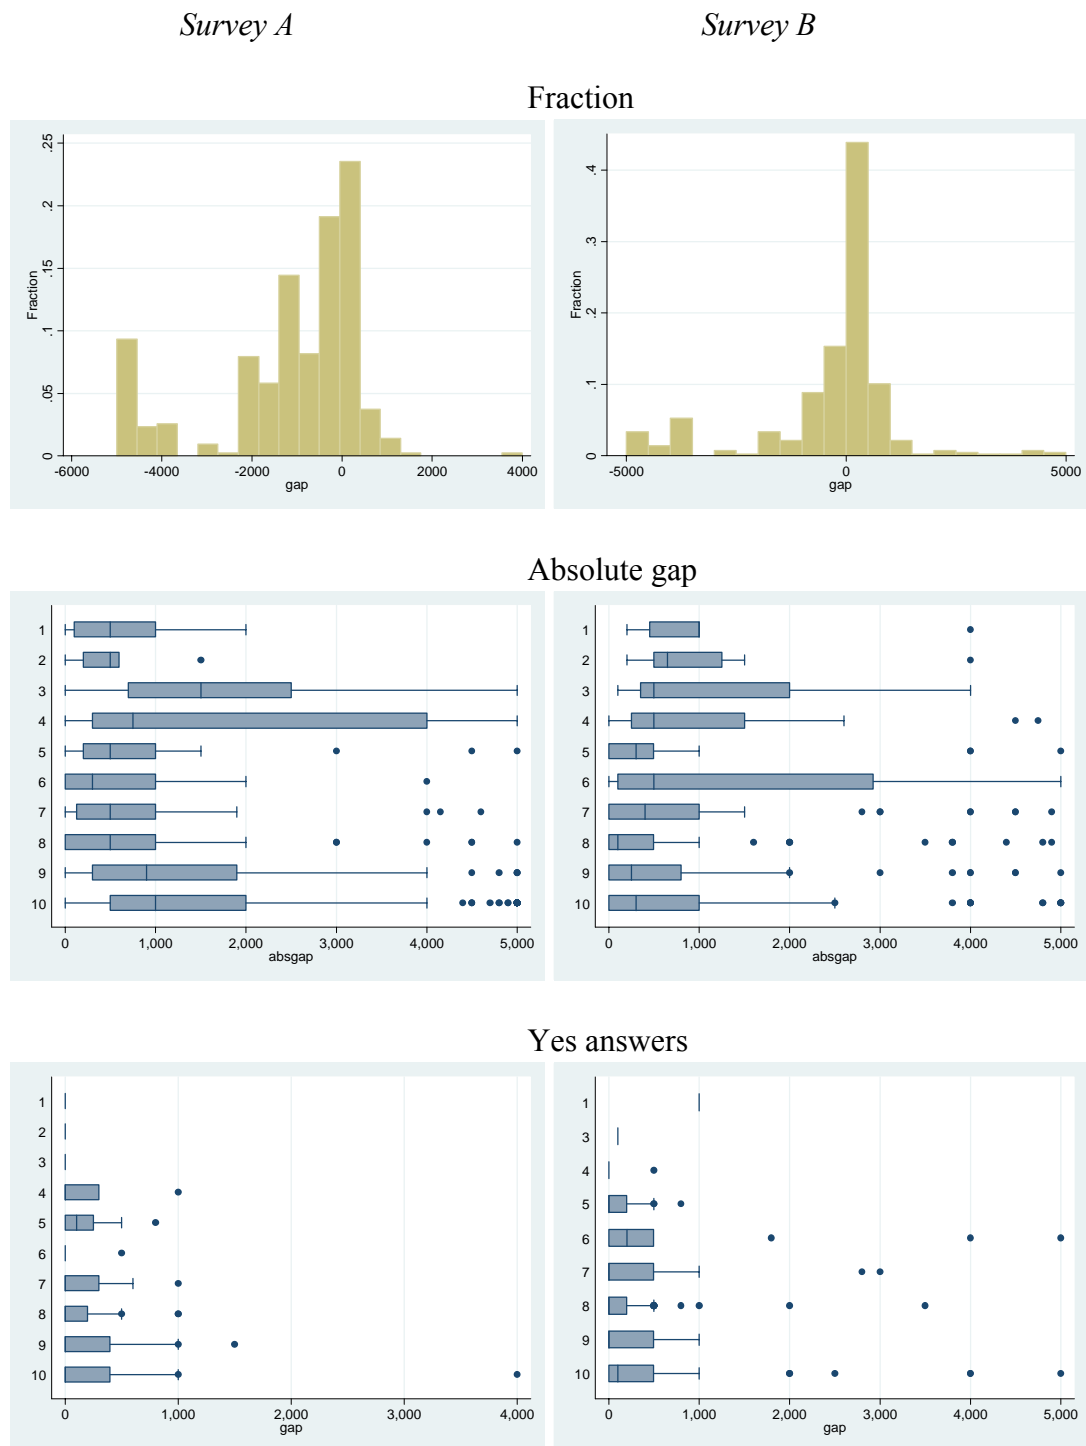 Survey A
Survey B
Fraction
.25
.2
.15
.1
.05
0
Fraction
-6000 -4000 -2000 0 2000 4000
gap
.4
.3
.2
.1
0
Fraction
-5000 0 5000
gap
Absolute gap
1
2
3
4
5
6
7
8
9
10
0 1,000 2,000 3,000 4,000 5,000
absgap
1
2
3
4
5
6
7
8
9
10
0 1,000 2,000 3,000 4,000 5,000
absgap
Yes answers
1
2
3
4
5
6
7
8
9
10
0 1,000 2,000 3,000 4,000
gap
1
3
4
5
6
7
8
9
10
0 1,000 2,000 3,000 4,000 5,000
gap